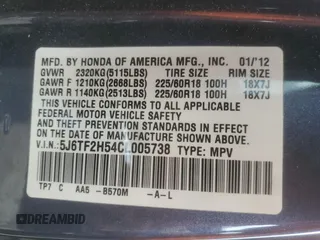 MFD. BY HONDA OF AMERICA MFG., INC. 01/'12
GVWR 2320KG(5115LBS) TIRE SIZE RIM SIZE
GAWR F 1210KG(2668LBS) 225/60R18 100H 18X7J
GAWR R 1140KG(2513LBS) 225/60R18 100H 18X7J
THIS VEHICLE CONFORMS TO ALL APPLICABLE
FEDERAL MOTOR VEHICLE SAFETY AND
THEFT PREVENTION STANDARDS IN EFFECT ON
THE DATE OF MANUFACTURE SHOWN ABOVE.
V.I.N.: 5J6TF2H54CL005738 TYPE: MPV
TP7 C AA5 -B570M -A-L
DREAMBID